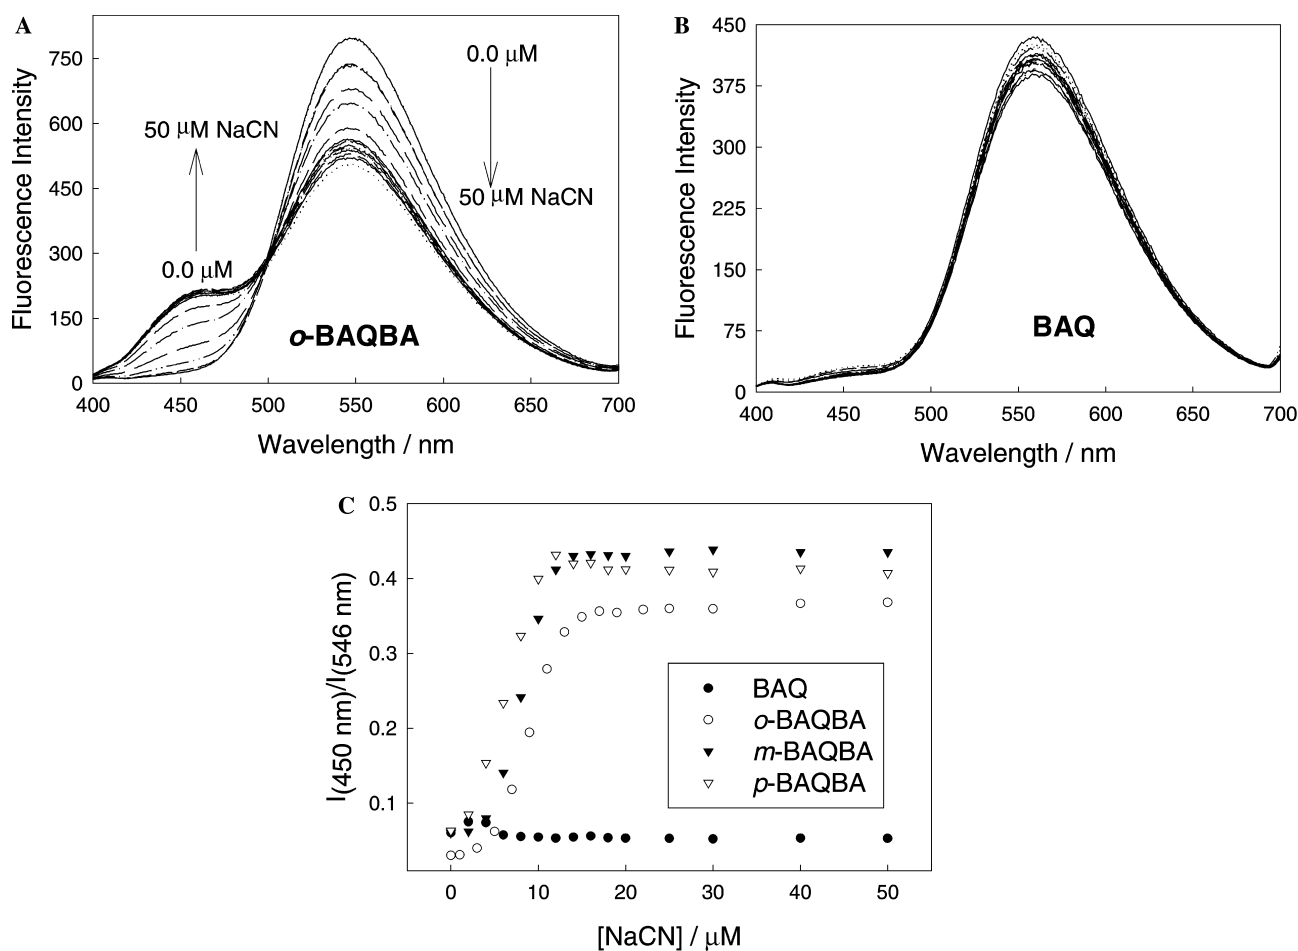 A
Fluorescence Intensity
750
600
450
300
150
0
50 μM NaCN
0.0 μM
0.0 μM
50 μM NaCN
o-BAQBA
400 450 500 550 600 650 700
Wavelength / nm
B
Fluorescence Intensity
450
375
300
225
150
75
0
BAQ
400 450 500 550 600 650 700
Wavelength / nm
C
I(450 nm)/I(546 nm)
0.5
0.4
0.3
0.2
0.1
BAQ
o-BAQBA
m-BAQBA
p-BAQBA
0 10 20 30 40 50
[NaCN] / μM